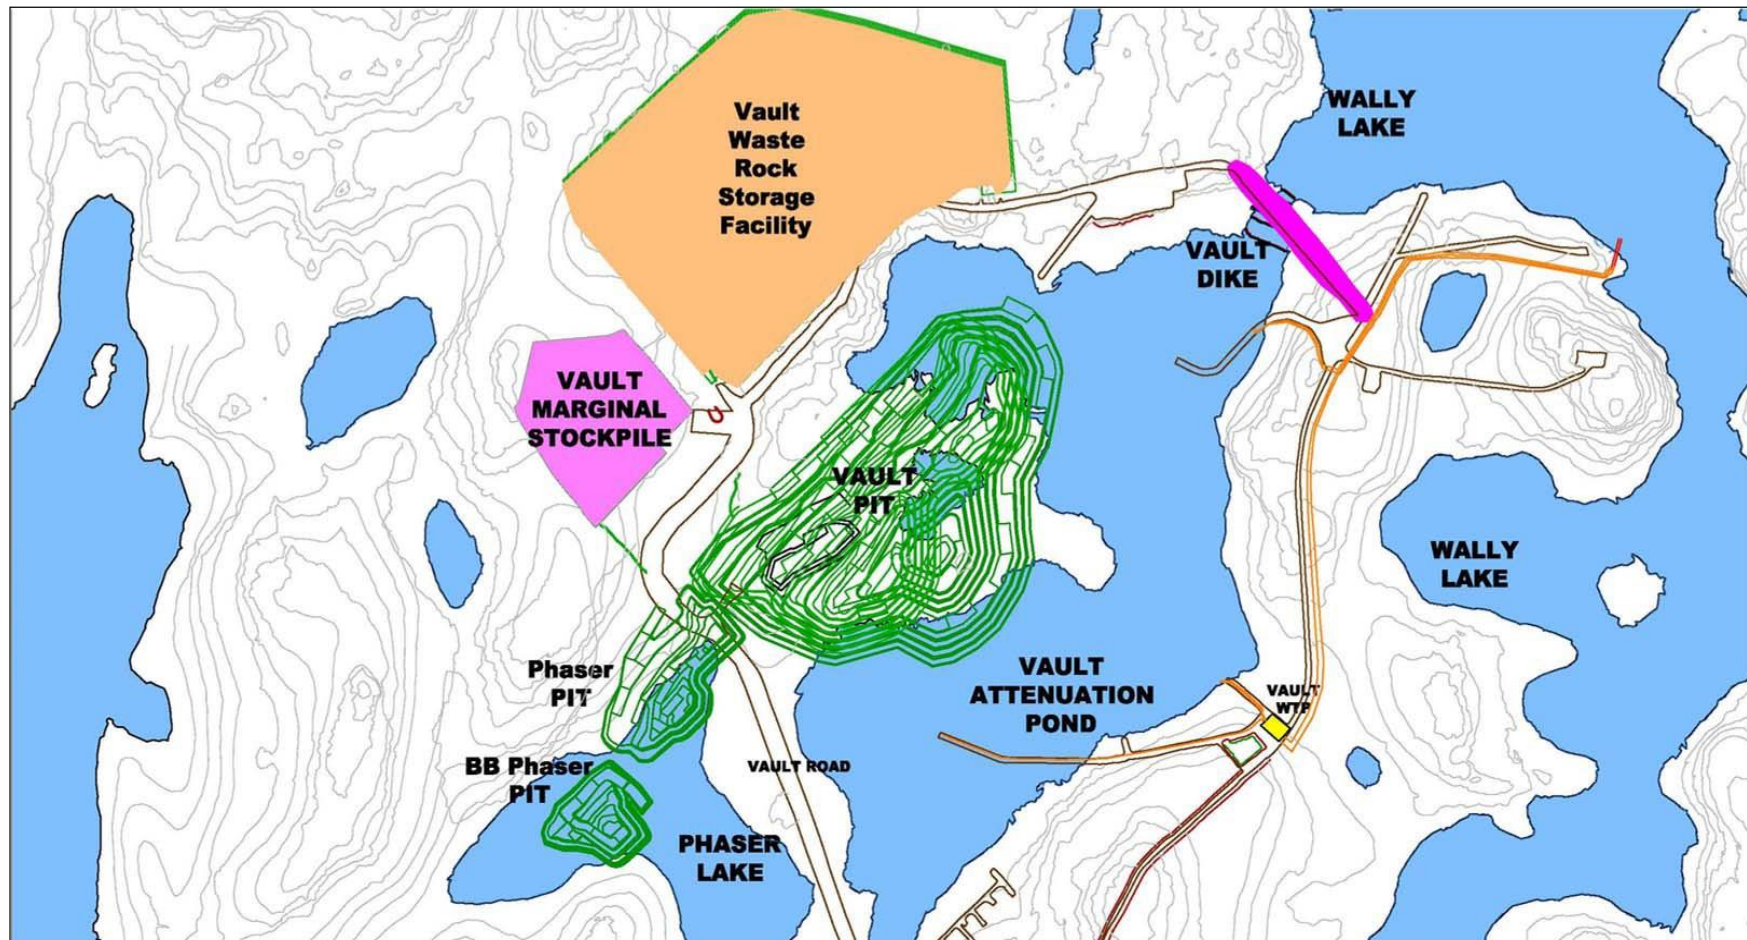 Vault
Waste
Rock
Storage
Facility
WALLY
LAKE
VAULT
DIKE
VAULT
MARGINAL
STOCKPILE
VAULT
PIT
WALLY
LAKE
Phaser
PIT
VAULT
ATTENUATION
POND
VAULT
WTP
BB Phaser
PIT
VAULT ROAD
PHASER
LAKE